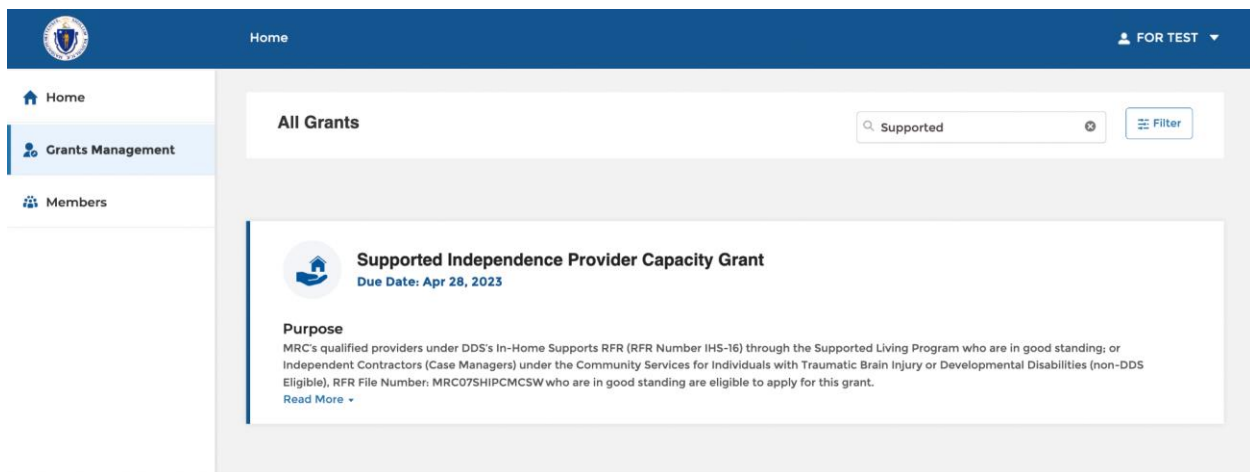 Home
FOR TEST
Home
Grants Management
Members
All Grants
Supported
Filter
Supported Independence Provider Capacity Grant
Due Date: Apr 28, 2023
Purpose
MRC's qualified providers under DDS's In-Home Supports RFR (RFR Number IHS-16) through the Supported Living Program who are in good standing; or
Independent Contractors (Case Managers) under the Community Services for Individuals with Traumatic Brain Injury or Developmental Disabilities (non-DDS
Eligible), RFR File Number: MRC07SHIPCMCSW who are in good standing are eligible to apply for this grant.
Read More